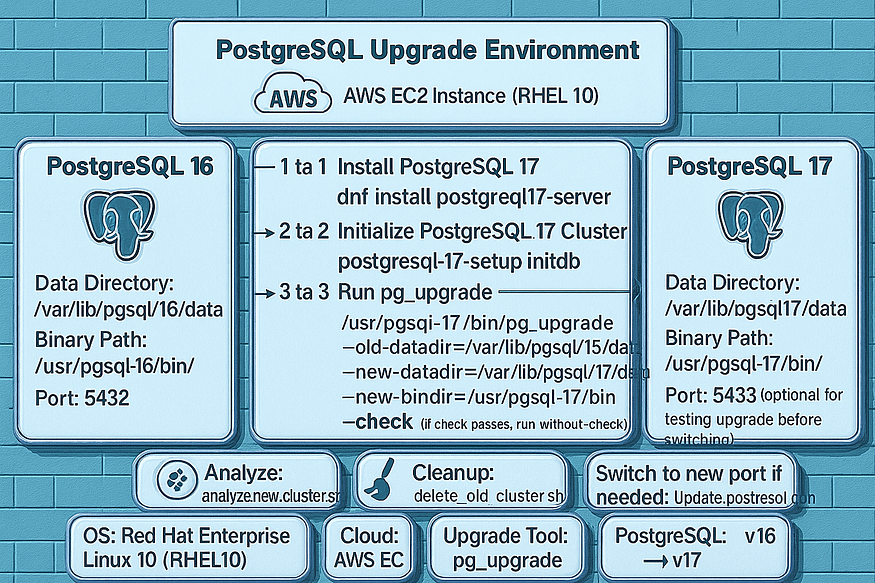 PostgreSQL Upgrade Environment
AWS
AWS EC2 Instance (RHEL 10)
PostgreSQL 16
Data Directory:
/var/lib/pgsql/16/data
Binary Path:
/usr/pgsql-16/bin/
Port: 5432
1 ta 1 Install PostgreSQL 17
dnf install postgreql17-server
2 ta 2 Initialize PostgreSQL 17 Cluster
postgresql-17-setup initdb
3 ta 3 Run pg_upgrade
/usr/pgsqi-17/bin/pg_upgrade
—old-datadir=/var/lib/pgsql/15/dat
—new-datadir=/var/lib/pgsql/17/data
—new-bindir=/usr/pgsql-17/bin
—check (if check passes, run without-check)
PostgreSQL 17
Data Directory:
/var/lib/pgsql17/data
Binary Path:
/usr/pgsql-17/bin/
Port: 5433 (optional for
testing upgrade before
switching)
Analyze:
analyze.new.cluster.sr
Cleanup:
delete_old_cluster sh
Switch to new port if
needed: Update.postresol
OS: Red Hat Enterprise
Linux 10 (RHEL10)
Cloud:
AWS EC
Upgrade Tool:
pg_upgrade
PostgreSQL: v16
→ v17